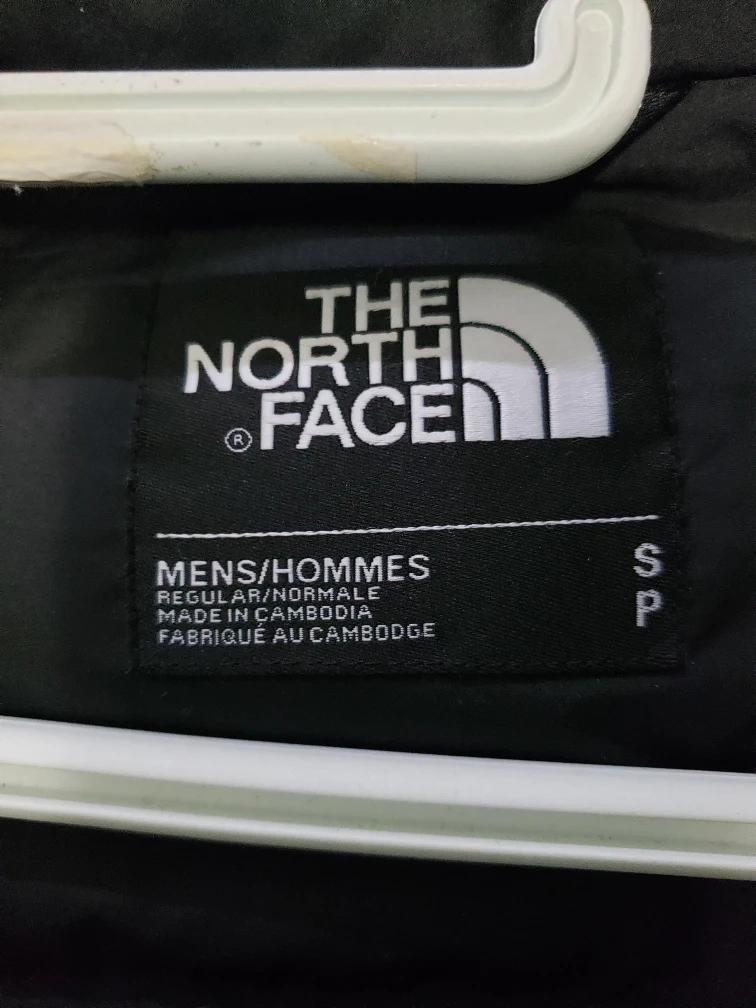 THE
NORTH
® FACE
MENS/HOMMES S
REGULAR/NORMALE P
MADE IN CAMBODIA
FABRIQUÉ AU CAMBODGE